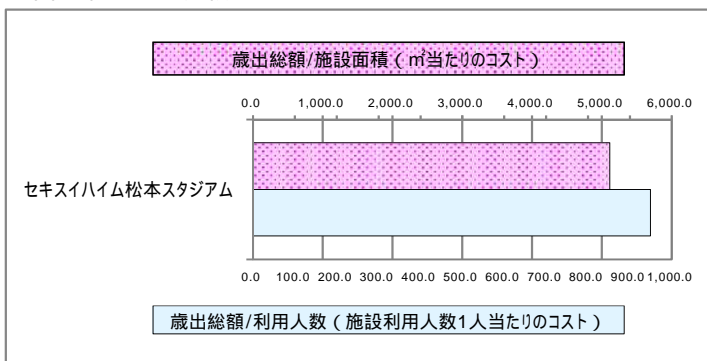 歳出総額/施設面積（㎡当たりのコスト）
0.0 1,000.0 2,000.0 3,000.0 4,000.0 5,000.0 6,000.0
セキスイハイム松本スタジアム
0.0 100.0 200.0 300.0 400.0 500.0 600.0 700.0 800.0 900.0 1,000.0
歳出総額/利用人数（施設利用人数1人当たりのコスト）